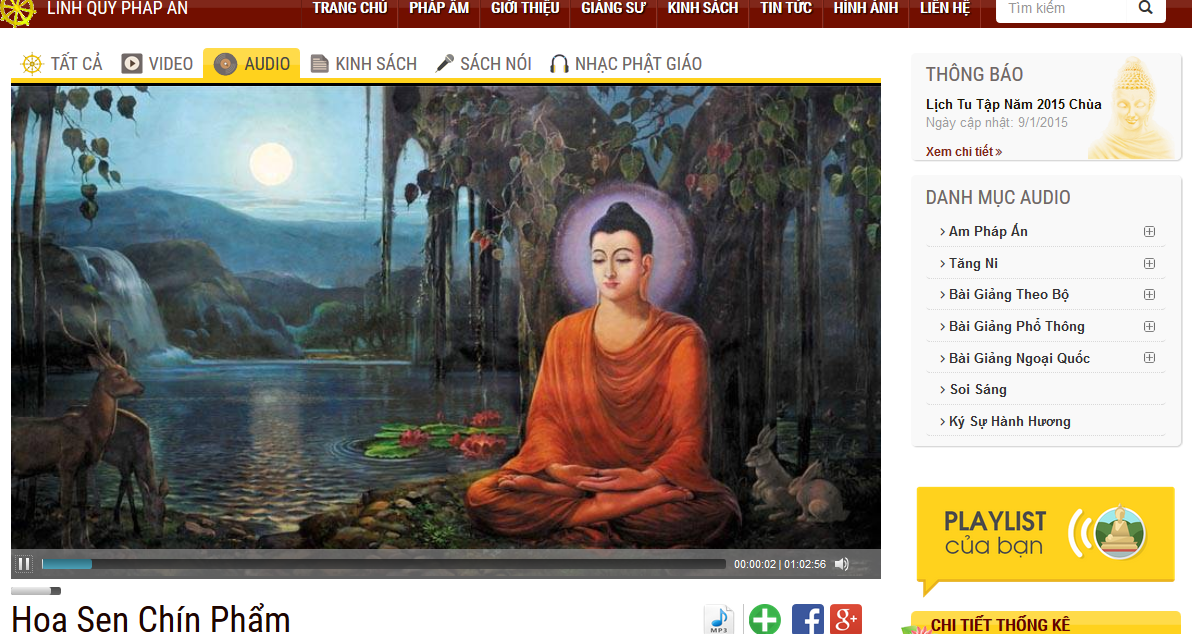 LINH QUY PHÁP ẤN
TRANG CHỦ PHÁP ÂM GIỚI THIỆU GIẢNG SƯ KINH SÁCH TIN TỨC HÌNH ẢNH LIÊN HỆ
Tìm kiếm
TẤT CẢ VIDEO AUDIO KINH SÁCH SÁCH NÓI NHẠC PHẬT GIÁO
00:00:02 | 01:02:56
Hoa Sen Chín Phẩm
MP3
f
g+
THÔNG BÁO
Lịch Tu Tập Năm 2015 Chùa
Ngày cập nhật: 9/1/2015
Xem chi tiết »
DANH MỤC AUDIO
Am Pháp Ấn
Tăng Ni
Bài Giảng Theo Bộ
Bài Giảng Phổ Thông
Bài Giảng Ngoại Quốc
Soi Sáng
Ký Sự Hành Hương
PLAYLIST
của bạn
CHI TIẾT THỐNG KÊ